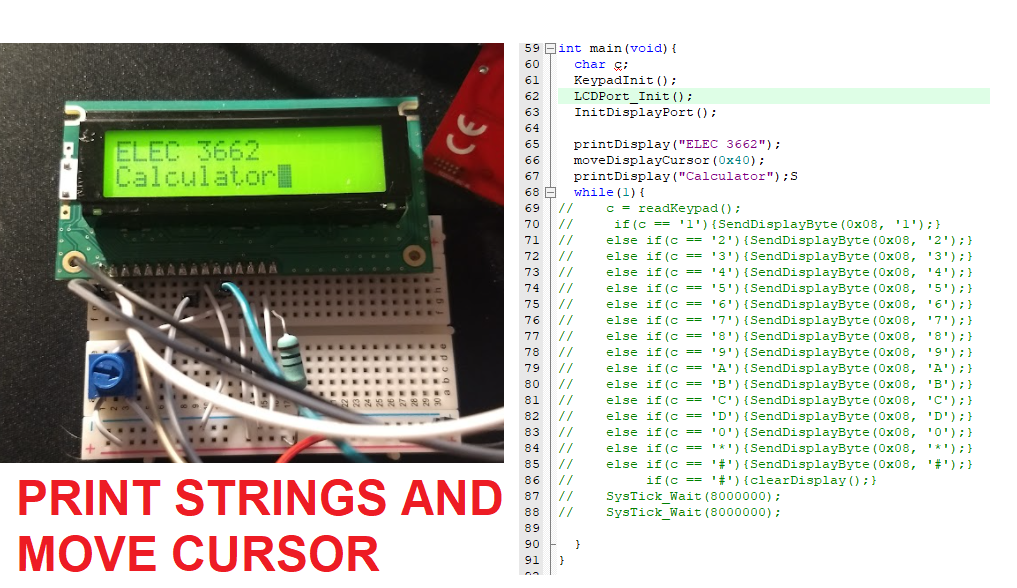 ELEC 3662
Calculator
CE
PRINT STRINGS AND
MOVE CURSOR
59 int main(void){
60 char c;
61 KeypadInit();
62 LCDPort_Init();
63 InitDisplayPort();
64
65 printDisplay("ELEC 3662");
66 moveDisplayCursor(0x40);
67 printDisplay("Calculator");S
68 while(1){
69 // c = readKeypad();
70 // if(c == '1'){SendDisplayByte(0x08, '1');}
71 // else if(c == '2'){SendDisplayByte(0x08, '2');}
72 // else if(c == '3'){SendDisplayByte(0x08, '3');}
73 // else if(c == '4'){SendDisplayByte(0x08, '4');}
74 // else if(c == '5'){SendDisplayByte(0x08, '5');}
75 // else if(c == '6'){SendDisplayByte(0x08, '6');}
76 // else if(c == '7'){SendDisplayByte(0x08, '7');}
77 // else if(c == '8'){SendDisplayByte(0x08, '8');}
78 // else if(c == '9'){SendDisplayByte(0x08, '9');}
79 // else if(c == 'A'){SendDisplayByte(0x08, 'A');}
80 // else if(c == 'B'){SendDisplayByte(0x08, 'B');}
81 // else if(c == 'C'){SendDisplayByte(0x08, 'C');}
82 // else if(c == 'D'){SendDisplayByte(0x08, 'D');}
83 // else if(c == '0'){SendDisplayByte(0x08, '0');}
84 // else if(c == '*'){SendDisplayByte(0x08, '*');}
85 // else if(c == '#'){SendDisplayByte(0x08, '#');}
86 // if(c == '#'){clearDisplay();}
87 // SysTick_Wait(8000000);
88 // SysTick_Wait(8000000);
89
90 }
91 }